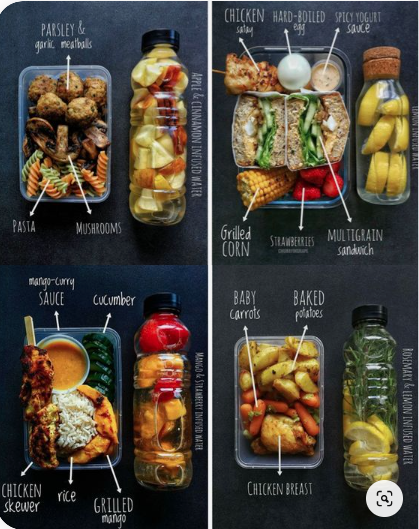 PARSLEY &
garlic meatballs
APPLE & CINNAMON INFUSED WATER
PASTA
MUSHROOMS
CHICKEN
satay
HARD-BOILED
egg
SPICY YOGURT
sauce
INFUSED WATER
Grilled
CORN
STRAWBERRIES
MULTIGRAIN
sandwich
mango-curry
SAUCE
cucumber
MANGO & STRAWBERRY INFUSED WATER
CHICKEN
skewer
rice
GRILLED
mango
BABY
carrots
BAKED
potatoes
ROSEMARY & LEMON INFUSED WATER
CHICKEN BREAST